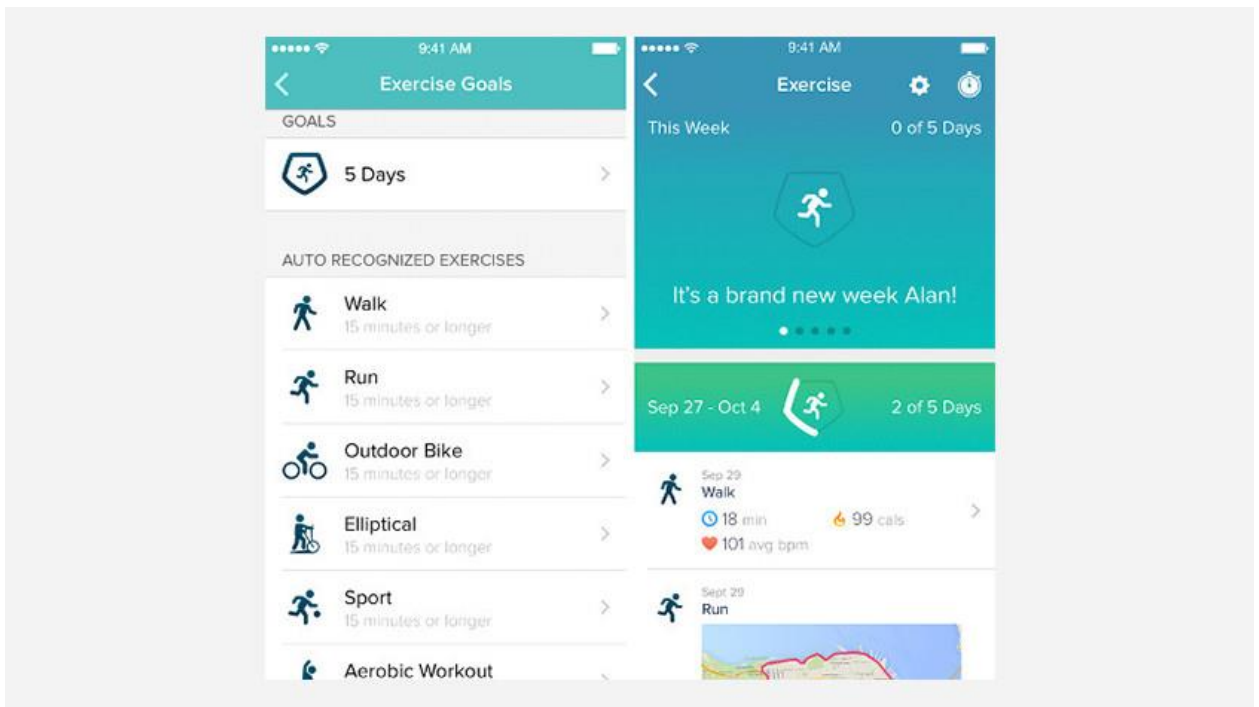 9:41 AM
Exercise Goals
GOALS
5 Days
AUTO RECOGNIZED EXERCISES
Walk
15 minutes or longer
Run
15 minutes or longer
Outdoor Bike
15 minutes or longer
Elliptical
15 minutes or longer
Sport
15 minutes or longer
Aerobic Workout
9:41 AM
Exercise
This Week 0 of 5 Days
It's a brand new week Alan!
Sep 27 - Oct 4 2 of 5 Days
Sep 29
Walk
18 min 99 cals
101 avg bpm
Sept 29
Run